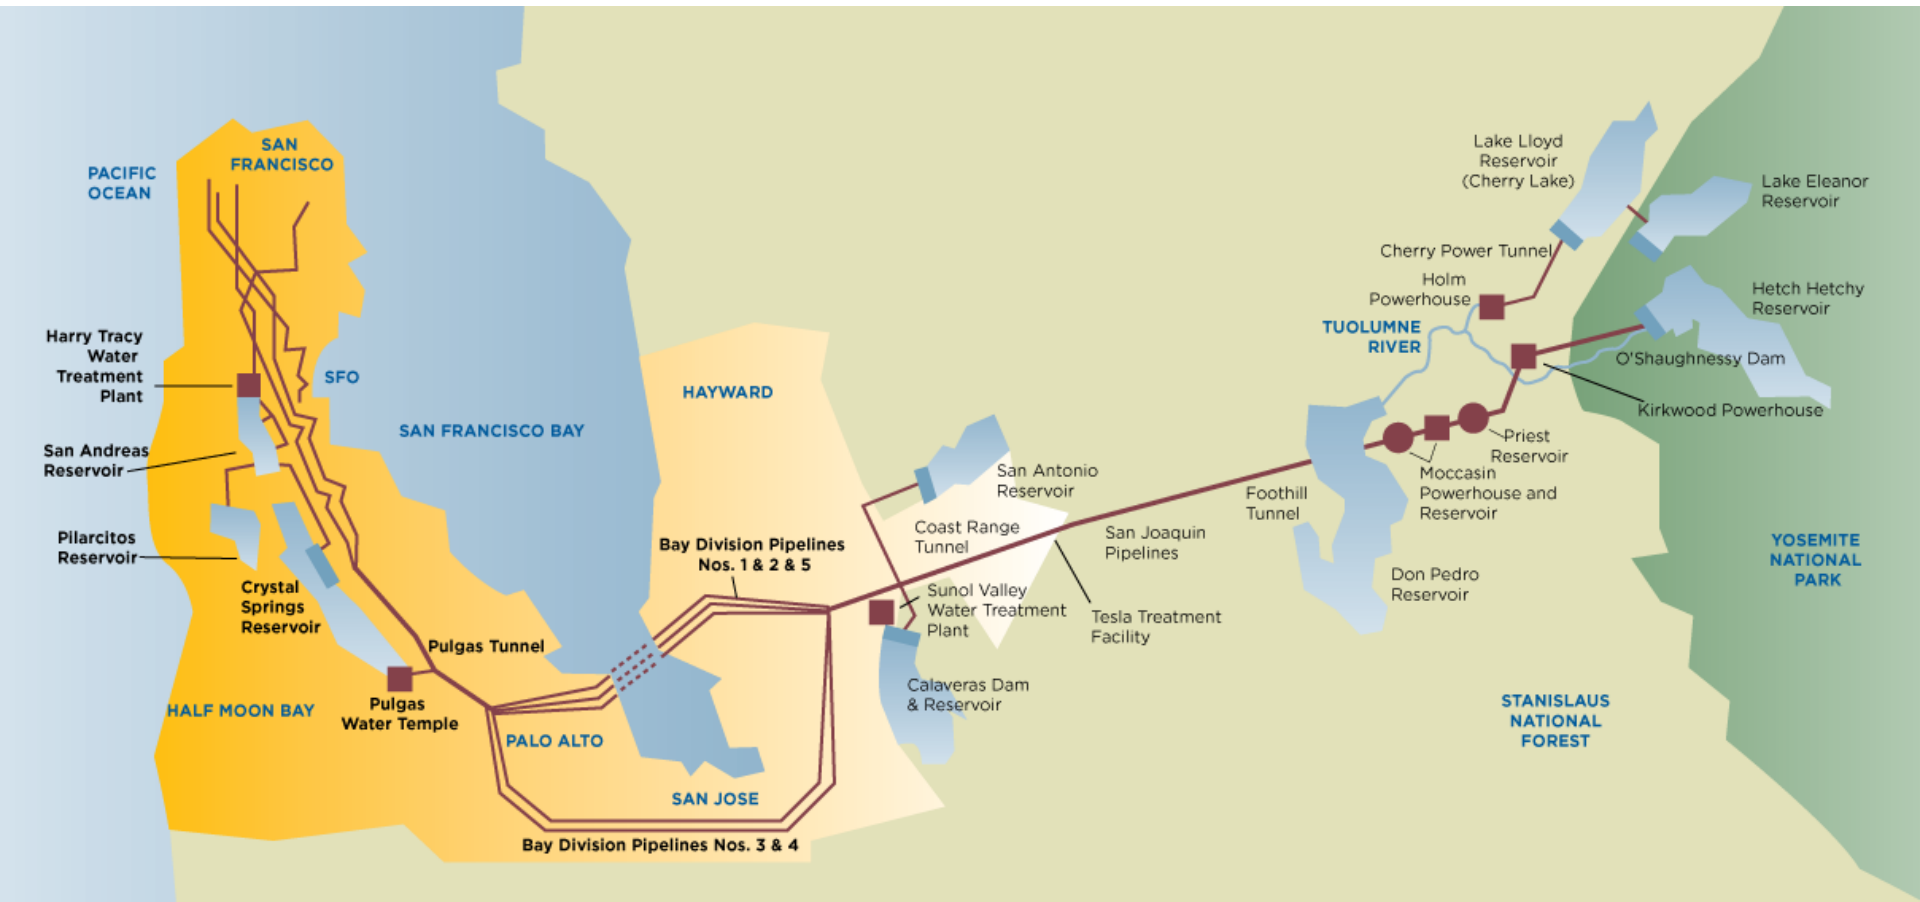 SAN
FRANCISCO
PACIFIC
OCEAN
Harry Tracy
Water
Treatment
Plant
SFO
San Andreas
Reservoir
Pilarcitos
Reservoir
Crystal
Springs
Reservoir
HALF MOON BAY
Pulgas
Water Temple
Pulgas Tunnel
PALO ALTO
SAN FRANCISCO BAY
HAYWARD
Bay Division Pipelines
Nos. 1 & 2 & 5
SAN JOSE
Bay Division Pipelines Nos. 3 & 4
San Antonio
Reservoir
Coast Range
Tunnel
Sunol Valley
Water Treatment
Plant
Calaveras Dam
& Reservoir
San Joaquin
Pipelines
Tesla Treatment
Facility
Foothill
Tunnel
Don Pedro
Reservoir
Moccasin
Powerhouse and
Reservoir
Priest
Reservoir
TUOLUMNE
RIVER
Holm
Powerhouse
Cherry Power Tunnel
Lake Lloyd
Reservoir
(Cherry Lake)
Lake Eleanor
Reservoir
Hetch Hetchy
Reservoir
O'Shaughnessy Dam
Kirkwood Powerhouse
YOSEMITE
NATIONAL
PARK
STANISLAUS
NATIONAL
FOREST